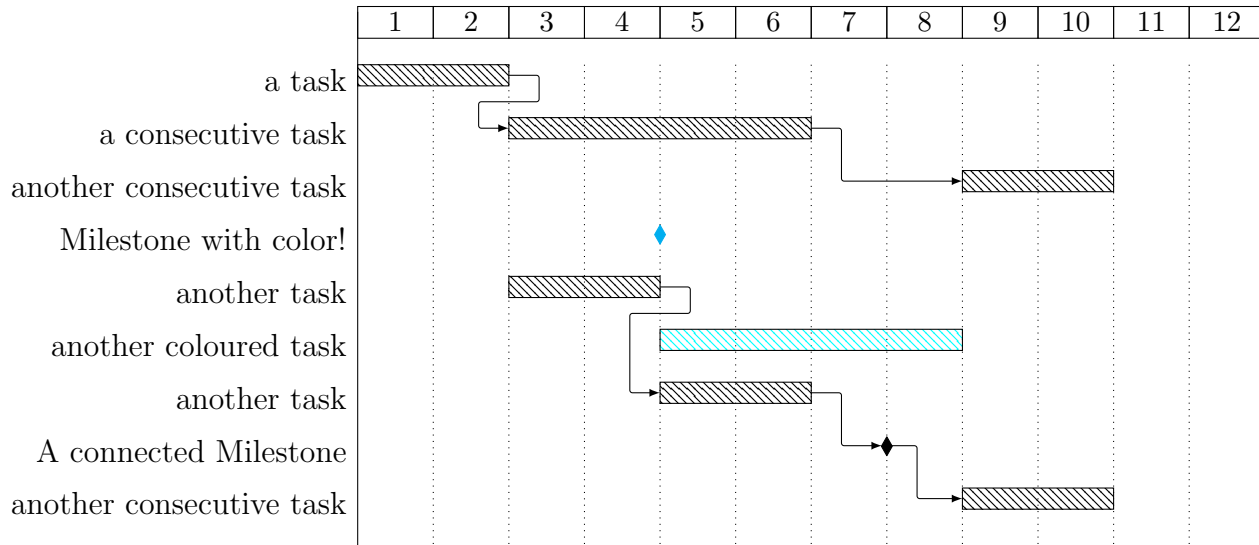 1 2 3 4 5 6 7 8 9 10 11 12
a task
a consecutive task
another consecutive task
Milestone with color!
another task
another coloured task
another task
A connected Milestone
another consecutive task